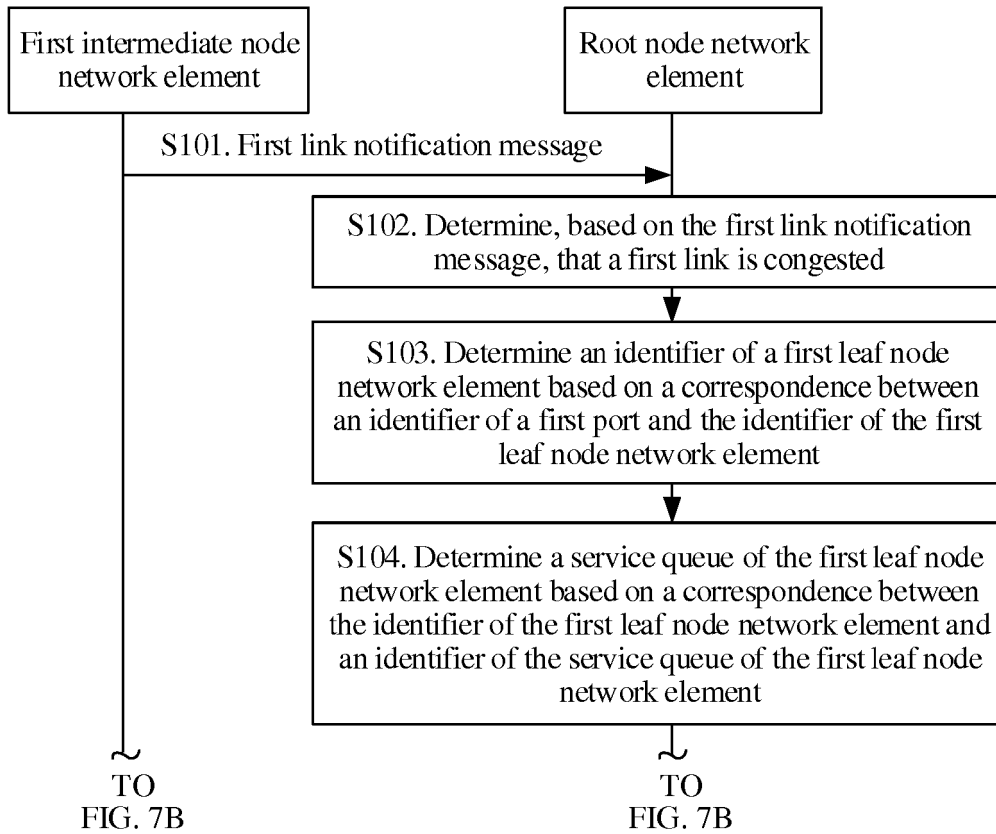 First intermediate node
network element
Root node network
element
S101. First link notification message
S102. Determine, based on the first link notification
message, that a first link is congested
S103. Determine an identifier of a first leaf node
network element based on a correspondence between
an identifier of a first port and the identifier of the first
leaf node network element
S104. Determine a service queue of the first leaf node
network element based on a correspondence between
the identifier of the first leaf node network element and
an identifier of the service queue of the first leaf node
network element
TO
FIG. 7B
TO
FIG. 7B